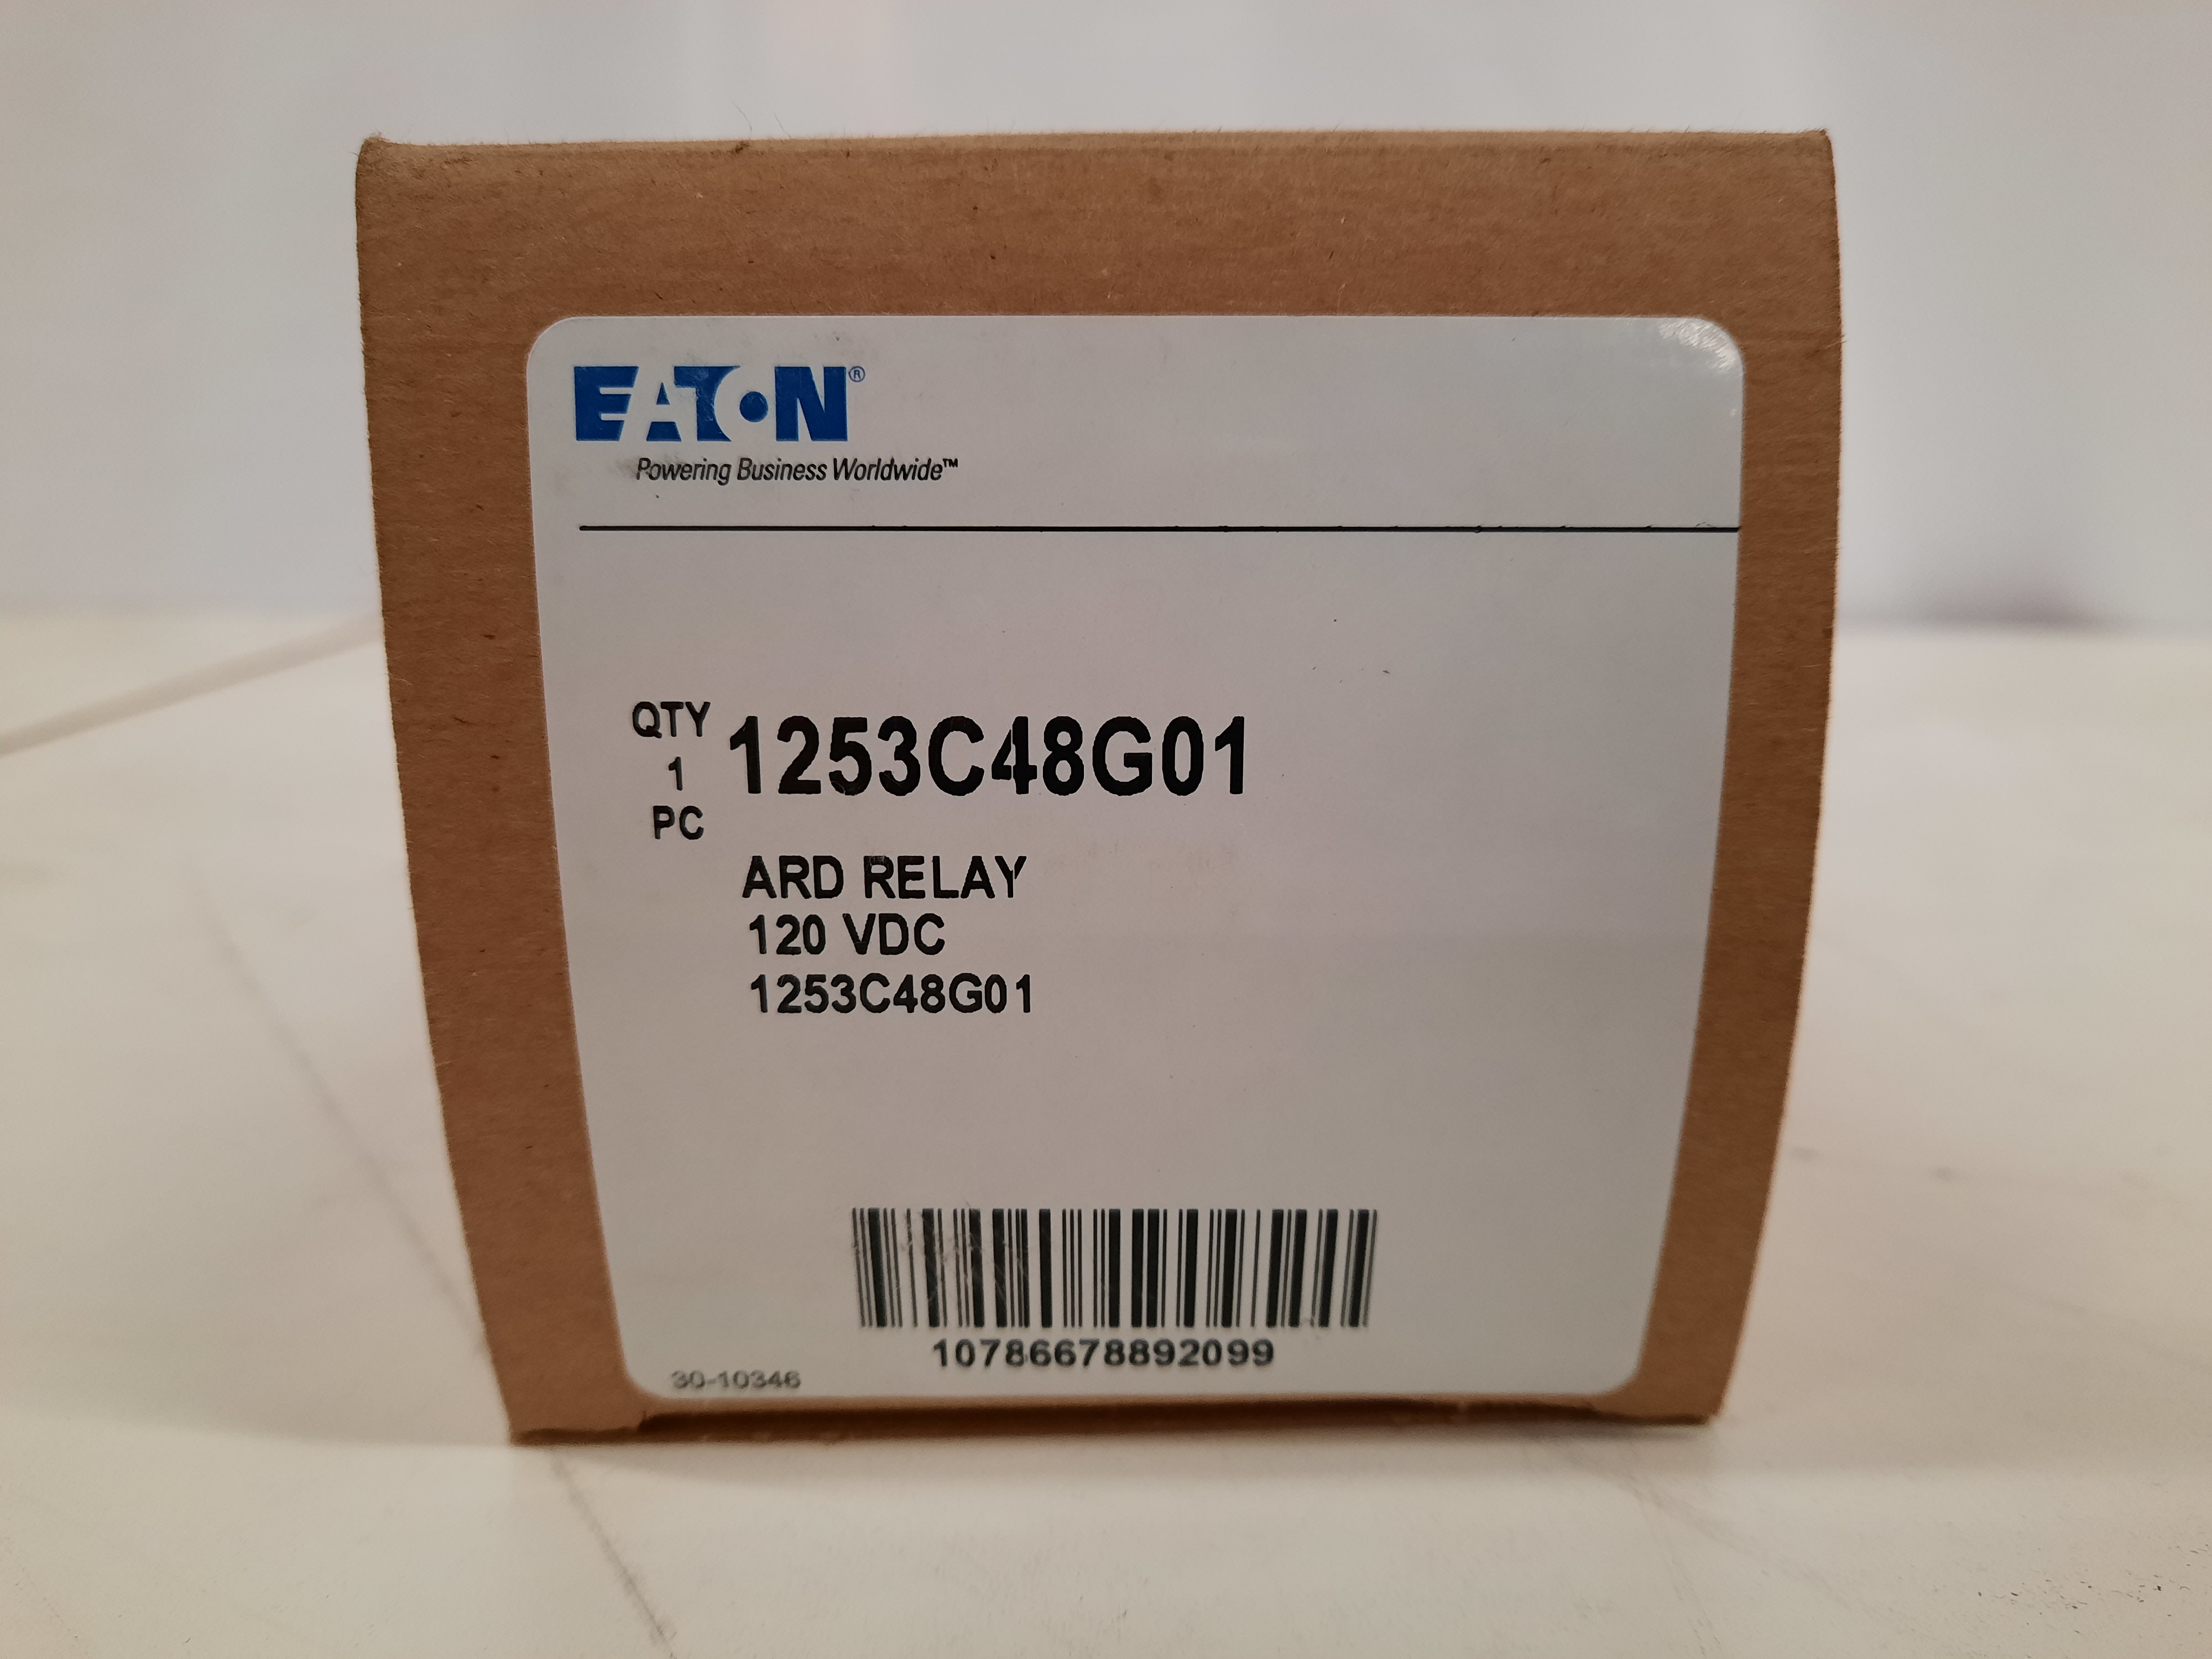 EATON®
Powering Business Worldwide™
QTY
1
PC
1253C48G01
ARD RELAY
120 VDC
1253C48G01
10786678892099
30-10346